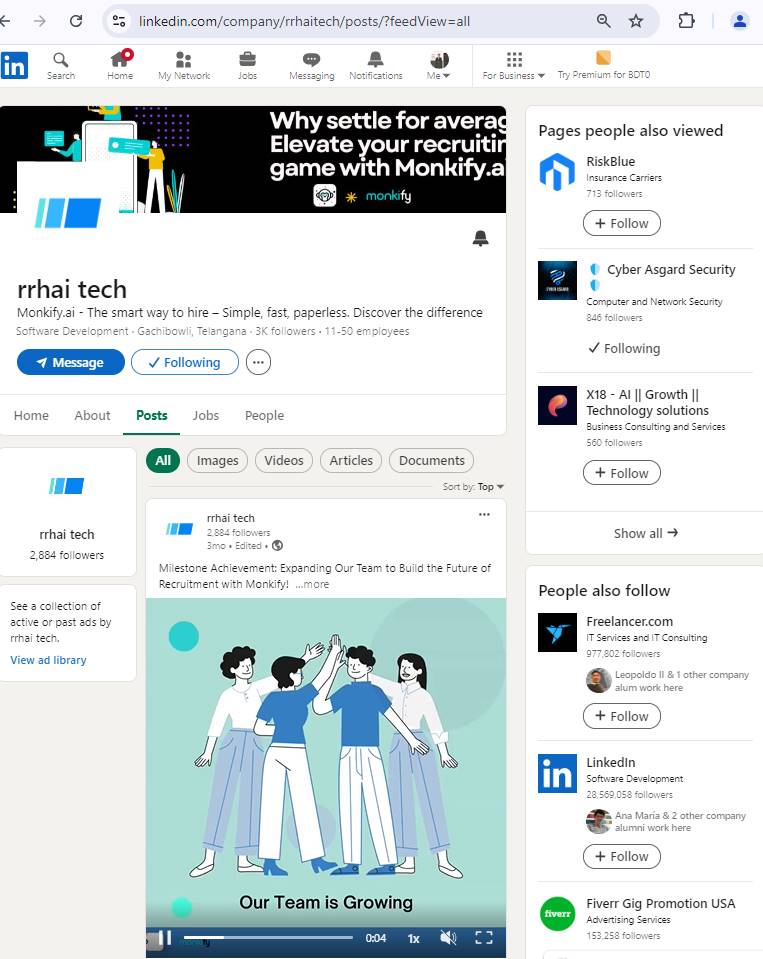 linkedin.com/company/rrhaitech/posts/?feedView=all
in
Search
Home
My Network
Jobs
Messaging
Notifications
Me
For Business
Try Premium for BDT0
Why settle for averag
Elevate your recruitin
game with Monkify.a
monkify
rrhai tech
Monkify.ai - The smart way to hire – Simple, fast, paperless. Discover the difference
Software Development · Gachibowli, Telangana · 3K followers · 11-50 employees
Message
Following
Home
About
Posts
Jobs
People
rrhai tech
2,884 followers
See a collection of
active or past ads by
rrhai tech.
View ad library
All
Images
Videos
Articles
Documents
Sort by: Top
rrhai tech
2,884 followers
3mo • Edited •
Milestone Achievement: Expanding Our Team to Build the Future of
Recruitment with Monkify! ...more
Our Team is Growing
monkify
0:04
1x
Pages people also viewed
RiskBlue
Insurance Carriers
713 followers
+ Follow
Cyber Asgard Security
Computer and Network Security
846 followers
Following
X18 - AI || Growth ||
Technology solutions
Business Consulting and Services
560 followers
+ Follow
Show all →
People also follow
Freelancer.com
IT Services and IT Consulting
977,802 followers
Leopoldo II & 1 other company
alum work here
+ Follow
in
LinkedIn
Software Development
28,569,058 followers
Ana María & 2 other company
alumni work here
+ Follow
fiverr
Fiverr Gig Promotion USA
Advertising Services
153,258 followers